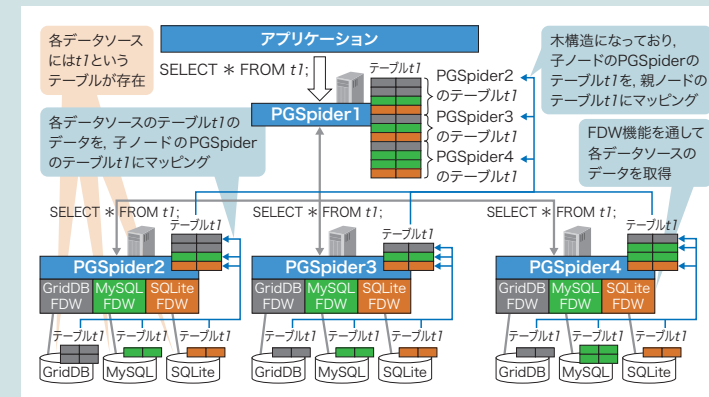 各データソース
にはt1という
テーブルが存在
アプリケーション
SELECT ＊ FROM t1;
テーブルt1
PGSpider1
PGSpider2
のテーブルt1
PGSpider3
のテーブルt1
PGSpider4
のテーブルt1
木構造になっており，
子ノードのPGSpiderの
テーブルt1を，親ノードの
テーブルt1にマッピング
各データソースのテーブルt1の
データを，子ノードのPGSpider
のテーブルt1にマッピング
FDW機能を通して
各データソースの
データを取得
SELECT ＊ FROM t1;
テーブルt1
PGSpider2
GridDB FDW
MySQL FDW
SQLite FDW
テーブルt1
テーブルt1
テーブルt1
GridDB
MySQL
SQLite
SELECT ＊ FROM t1;
テーブルt1
PGSpider3
GridDB FDW
MySQL FDW
SQLite FDW
テーブルt1
テーブルt1
テーブルt1
GridDB
MySQL
SQLite
SELECT ＊ FROM t1;
テーブルt1
PGSpider4
GridDB FDW
MySQL FDW
SQLite FDW
テーブルt1
テーブルt1
テーブルt1
GridDB
MySQL
SQLite